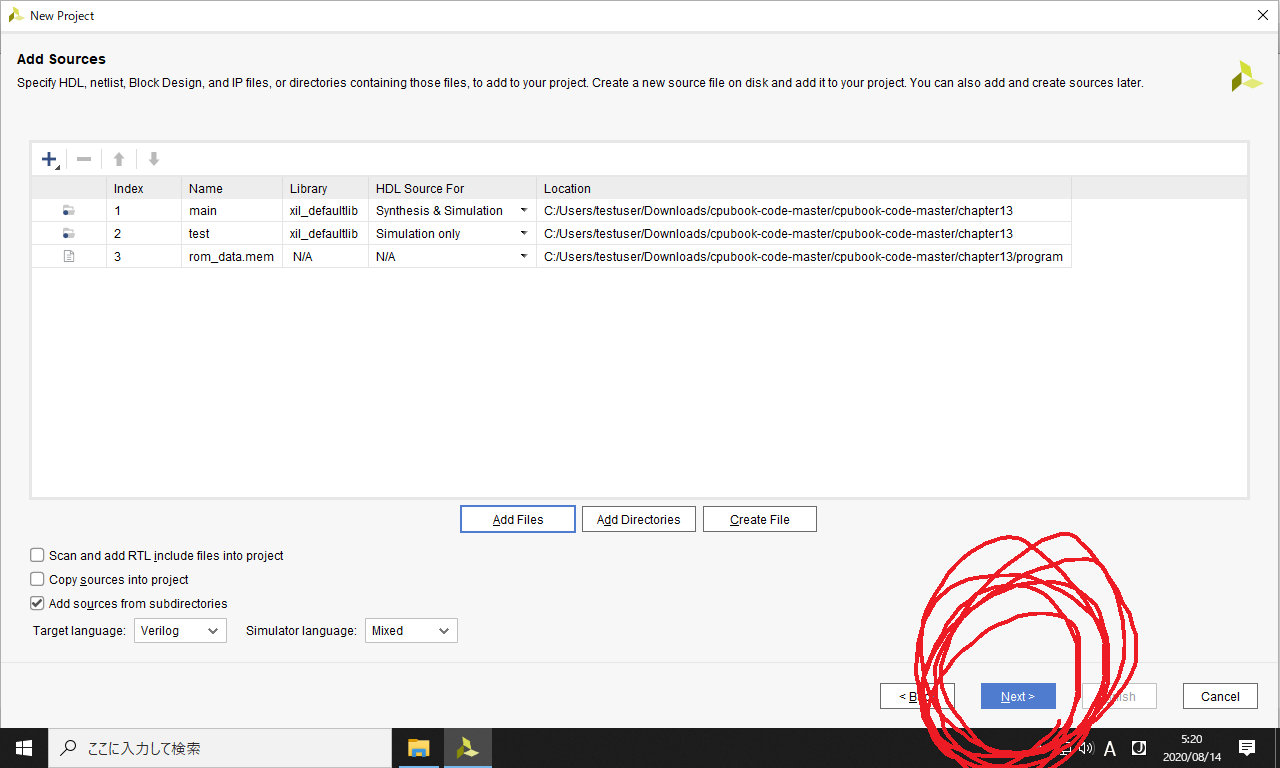 New Project
Add Sources
Specify HDL, netlist, Block Design, and IP files, or directories containing those files, to add to your project. Create a new source file on disk and add it to your project. You can also add and create sources later.
Index Name Library HDL Source For Location
1 main xil_defaultlib Synthesis & Simulation C:/Users/testuser/Downloads/cpubook-code-master/cpubook-code-master/chapter13
2 test xil_defaultlib Simulation only C:/Users/testuser/Downloads/cpubook-code-master/cpubook-code-master/chapter13
3 rom_data.mem N/A N/A C:/Users/testuser/Downloads/cpubook-code-master/cpubook-code-master/chapter13/program
Add Files Add Directories Create File
Scan and add RTL include files into project
Copy sources into project
Add sources from subdirectories
Target language: Verilog Simulator language: Mixed
Next > Cancel
ここに入力して検索 A J 5:20
2020/08/14